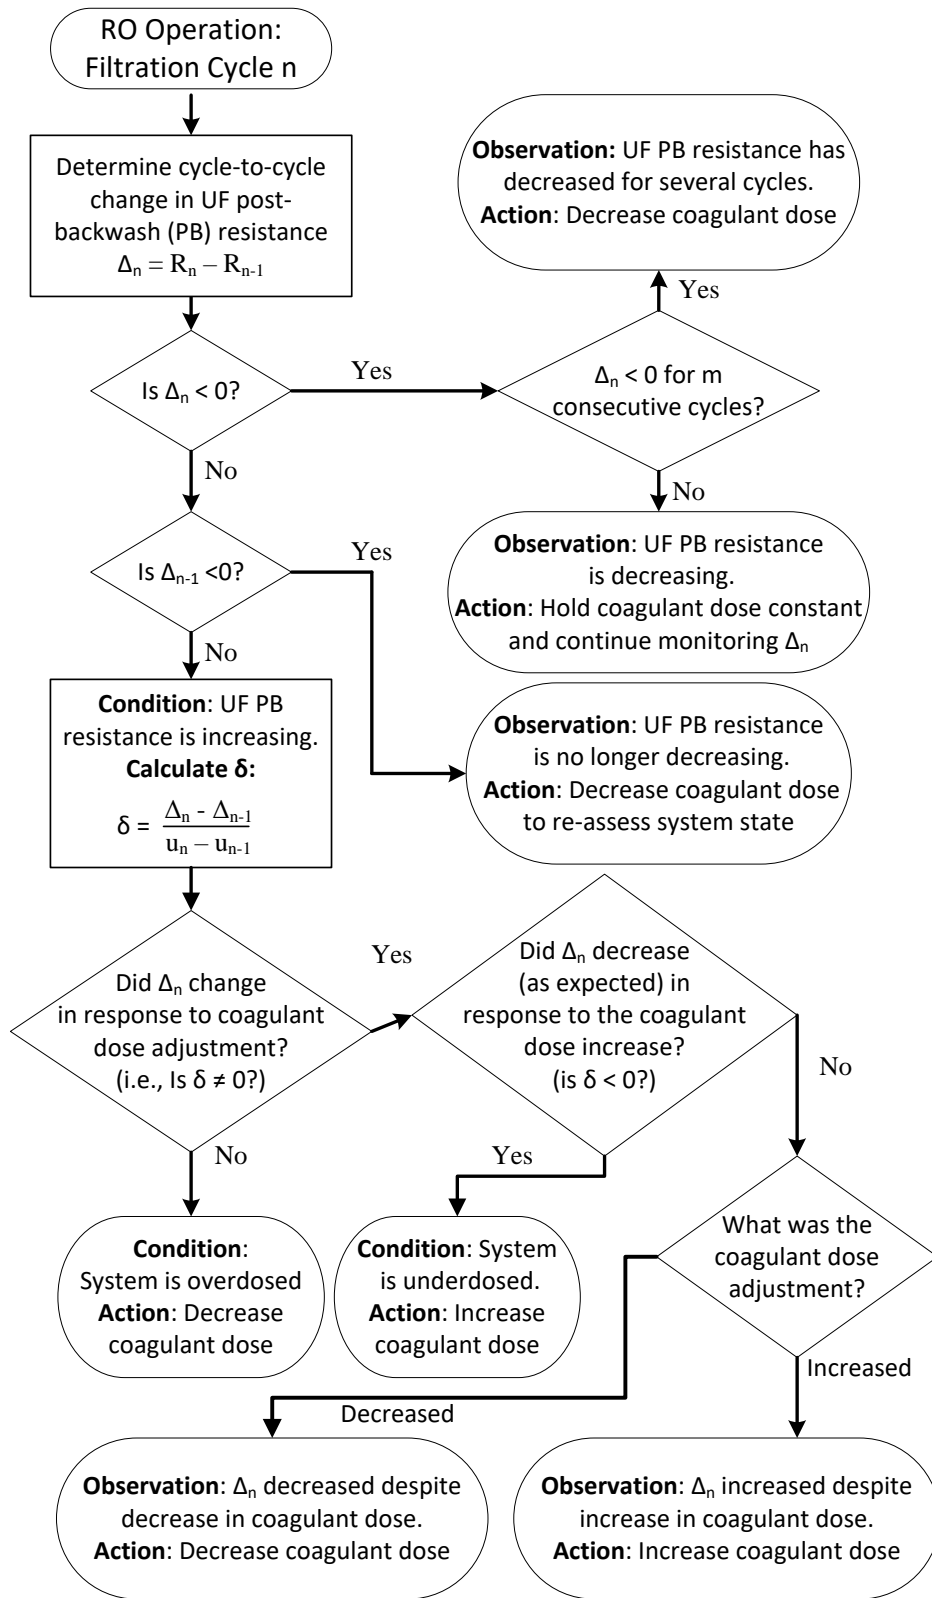 RO Operation:
Filtration Cycle n
Determine cycle-to-cycle
change in UF post-
backwash (PB) resistance
Δn = Rn – Rn-1
Observation: UF PB resistance has
decreased for several cycles.
Action: Decrease coagulant dose
Yes
Is Δn < 0?
Yes
Δn < 0 for m
consecutive cycles?
No
No
Observation: UF PB resistance
is decreasing.
Action: Hold coagulant dose constant
and continue monitoring Δn
Is Δn-1 <0?
Yes
No
Condition: UF PB
resistance is increasing.
Calculate δ:
δ = Δn - Δn-1
un – un-1
Observation: UF PB resistance
is no longer decreasing.
Action: Decrease coagulant dose
to re-assess system state
Did Δn change
in response to coagulant
dose adjustment?
(i.e., Is δ ≠ 0?)
Yes
Did Δn decrease
(as expected) in
response to the coagulant
dose increase?
(is δ < 0?)
No
No
Yes
Condition:
System is overdosed
Action: Decrease
coagulant dose
Condition: System
is underdosed.
Action: Increase
coagulant dose
What was the
coagulant dose
adjustment?
Decreased
Increased
Observation: Δn decreased despite
decrease in coagulant dose.
Action: Decrease coagulant dose
Observation: Δn increased despite
increase in coagulant dose.
Action: Increase coagulant dose